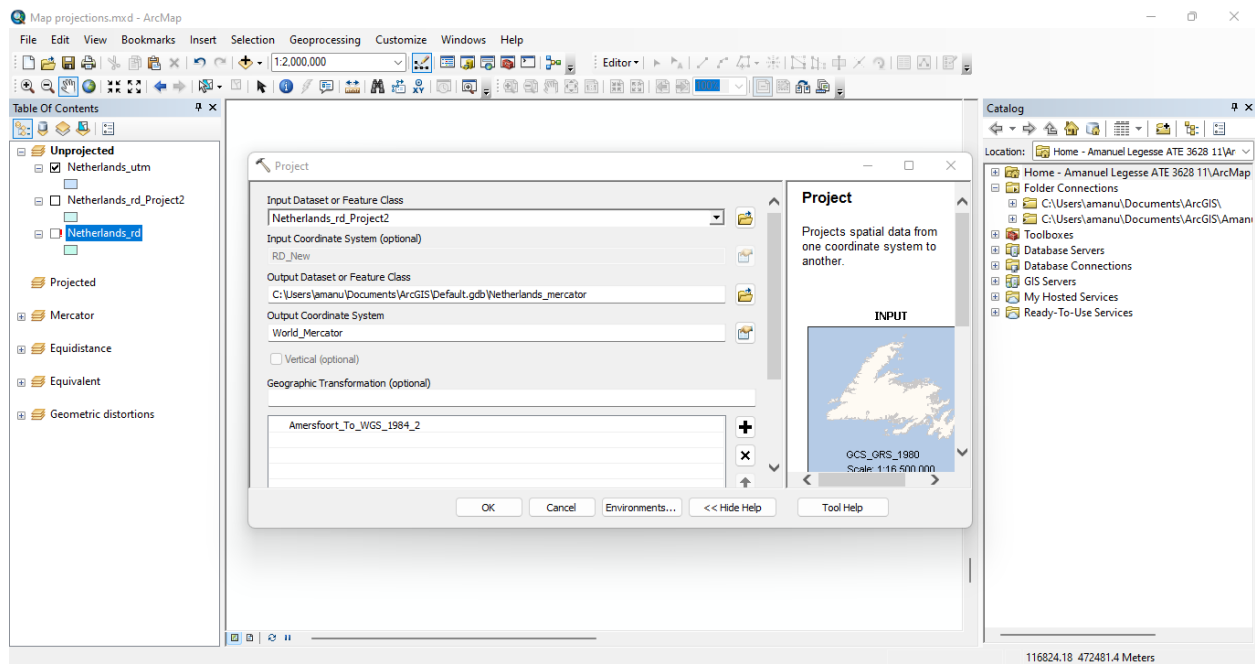 Map projections.mxd - ArcMap
File Edit View Bookmarks Insert Selection Geoprocessing Customize Windows Help
1:2,000,000
Editor
Table Of Contents
Unprojected
Netherlands_utm
Netherlands_rd_Project2
Netherlands_rd
Projected
Mercator
Equidistance
Equivalent
Geometric distortions
Project
Input Dataset or Feature Class
Netherlands_rd_Project2
Input Coordinate System (optional)
RD_New
Output Dataset or Feature Class
C:\Users\amanu\Documents\ArcGIS\Default.gdb\Netherlands_mercator
Output Coordinate System
World_Mercator
Vertical (optional)
Geographic Transformation (optional)
Amersfoort_To_WGS_1984_2
OK Cancel Environments... << Hide Help Tool Help
Project
Projects spatial data from
one coordinate system to
another.
INPUT
GCS_GRS_1980
Scale: 1:16 500 000
Catalog
Location: Home - Amanuel Legesse ATE 3628 11\Ar
Home - Amanuel Legesse ATE 3628 11\ArcMap
Folder Connections
C:\Users\amanu\Documents\ArcGIS\
C:\Users\amanu\Documents\ArcGIS\Amanu
Toolboxes
Database Servers
Database Connections
GIS Servers
My Hosted Services
Ready-To-Use Services
116824.18 472481.4 Meters